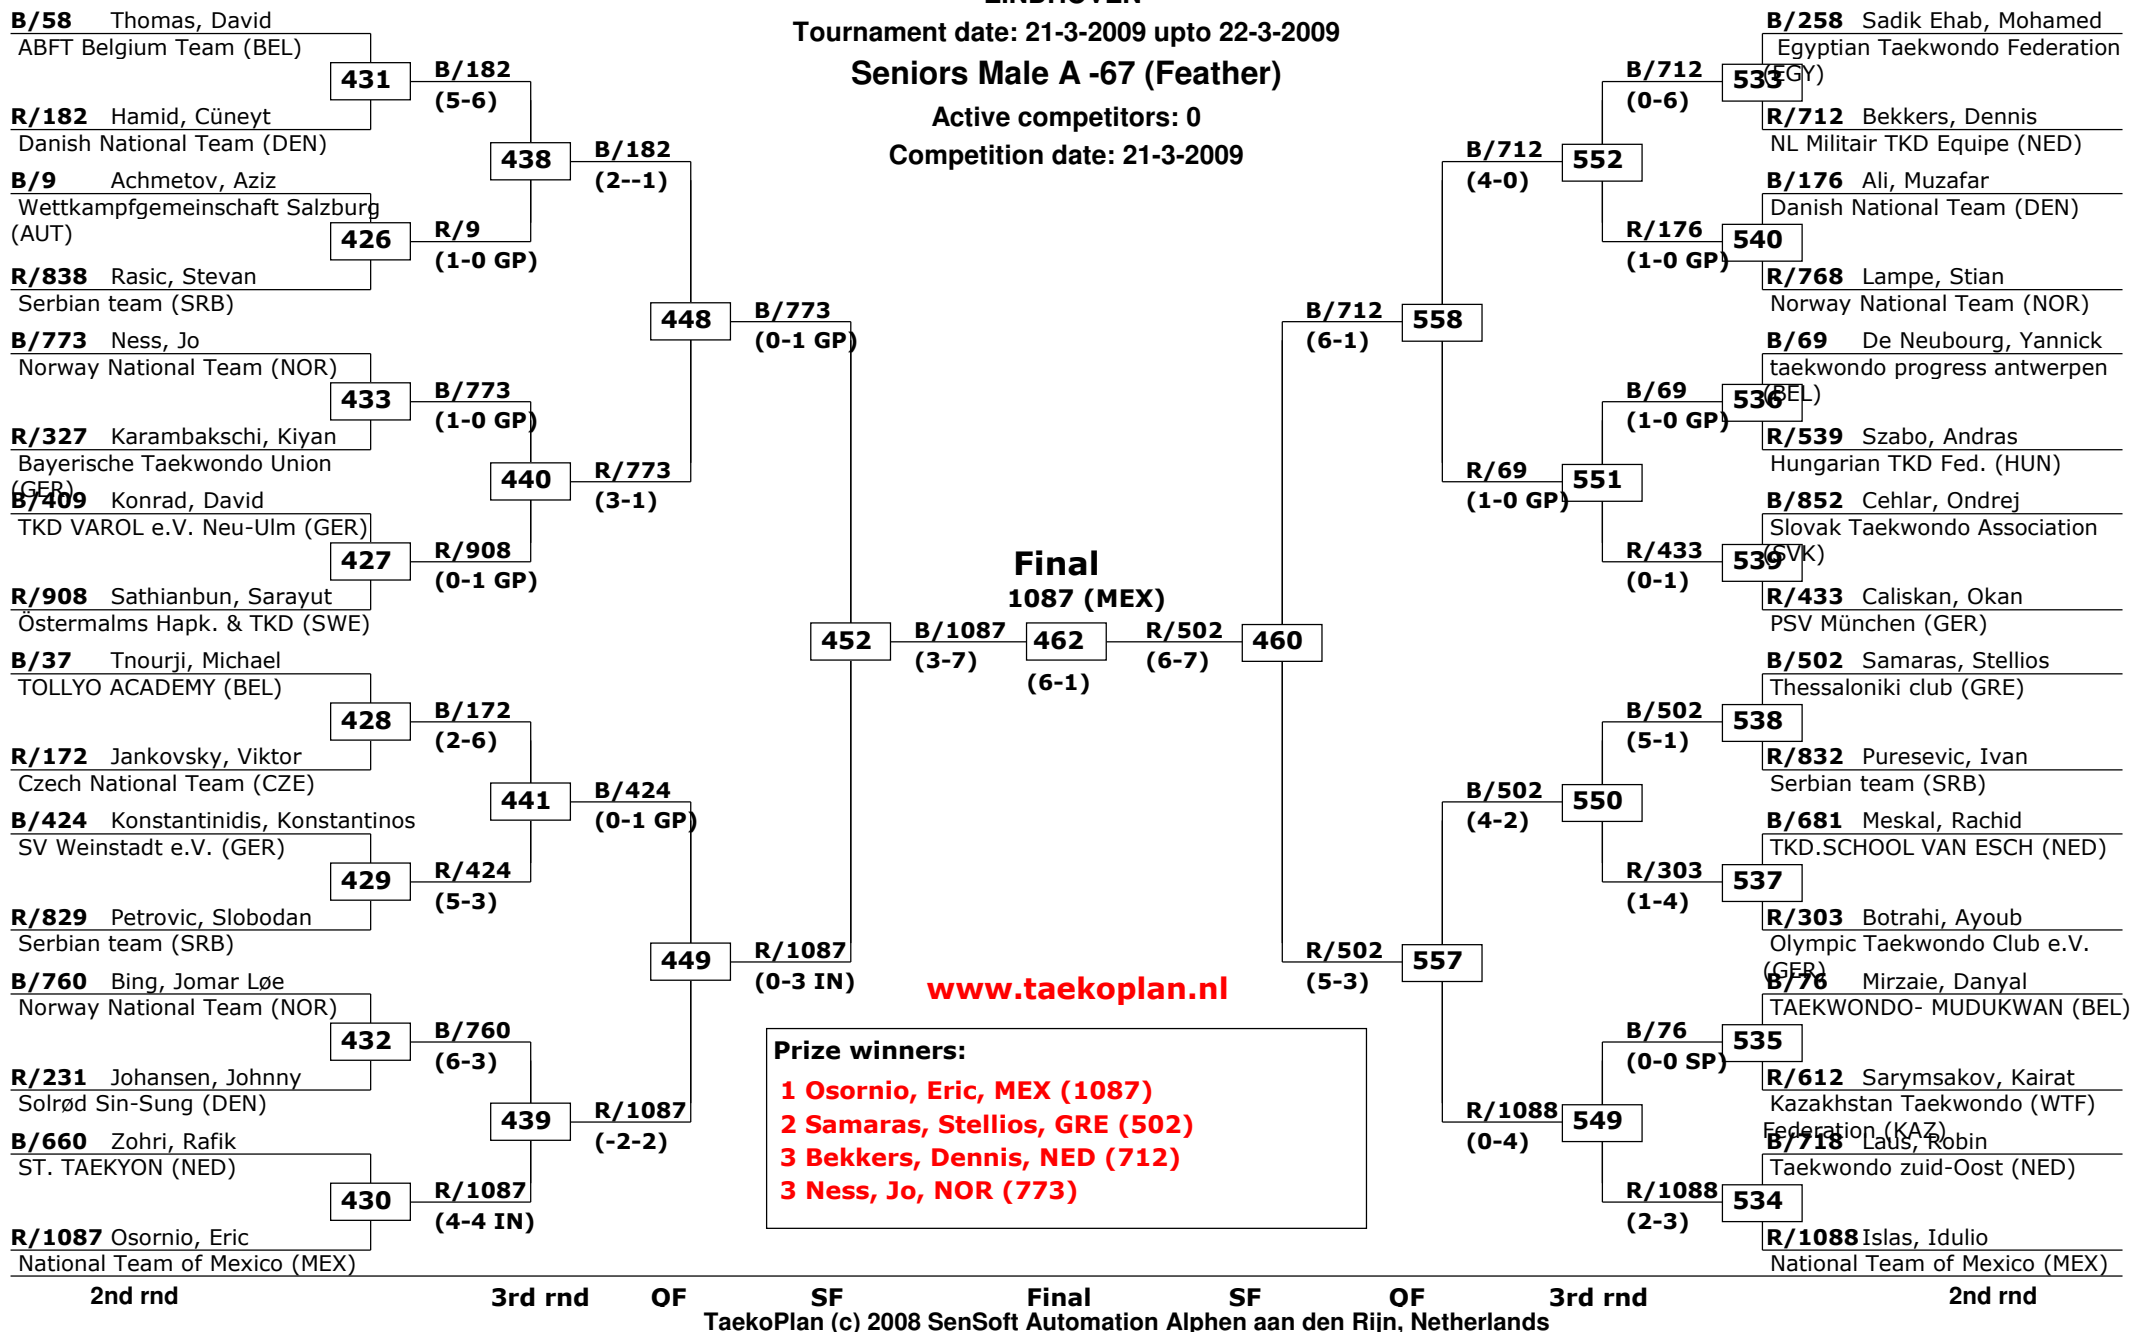 EINDHOVEN
Tournament date: 21-3-2009 upto 22-3-2009
Seniors Male A -67 (Feather)
Active competitors: 0
Competition date: 21-3-2009
B/58 Thomas, David
ABFT Belgium Team (BEL)
431
R/182 Hamid, Cüneyt
Danish National Team (DEN)
B/9 Achmetov, Aziz
Wettkampfgemeinschaft Salzburg
(AUT)
426
R/838 Rasic, Stevan
Serbian team (SRB)
B/773 Ness, Jo
Norway National Team (NOR)
433
R/327 Karambakschi, Kiyan
Bayerische Taekwondo Union
(GER)
B/409 Konrad, David
TKD VAROL e.V. Neu-Ulm (GER)
427
R/908 Sathianbun, Sarayut
Östermalms Hapk. & TKD (SWE)
B/37 Tnourji, Michael
TOLLYO ACADEMY (BEL)
428
R/172 Jankovsky, Viktor
Czech National Team (CZE)
B/424 Konstantinidis, Konstantinos
SV Weinstadt e.V. (GER)
429
R/829 Petrovic, Slobodan
Serbian team (SRB)
B/760 Bing, Jomar Løe
Norway National Team (NOR)
432
R/231 Johansen, Johnny
Solrød Sin-Sung (DEN)
B/660 Zohri, Rafik
ST. TAEKYON (NED)
430
R/1087 Osornio, Eric
National Team of Mexico (MEX)
B/182
(5-6)
438
R/9
(1-0 GP)
B/773
(1-0 GP)
440
R/908
(0-1 GP)
B/172
(2-6)
441
R/424
(5-3)
B/760
(6-3)
439
R/1087
(4-4 IN)
B/182
(2--1)
448
R/773
(3-1)
B/424
(0-1 GP)
449
R/1087
(-2-2)
B/773
(0-1 GP)
452
R/1087
(0-3 IN)
Final
1087 (MEX)
B/1087
(3-7)
462
(6-1)
R/502
(6-7)
460
B/712
(6-1)
558
R/502
(5-3)
557
B/712
(4-0)
552
R/69
(1-0 GP)
551
B/502
(4-2)
550
R/1088
(0-4)
549
B/712
(0-6)
533
R/176
(1-0 GP)
540
B/69
(1-0 GP)
536
R/433
(0-1)
539
B/502
(5-1)
538
R/303
(1-4)
537
B/76
(0-0 SP)
535
R/1088
(2-3)
534
B/258 Sadik Ehab, Mohamed
Egyptian Taekwondo Federation
(EGY)
R/712 Bekkers, Dennis
NL Militair TKD Equipe (NED)
B/176 Ali, Muzafar
Danish National Team (DEN)
R/768 Lampe, Stian
Norway National Team (NOR)
B/69 De Neubourg, Yannick
taekwondo progress antwerpen
(BEL)
R/539 Szabo, Andras
Hungarian TKD Fed. (HUN)
B/852 Cehlar, Ondrej
Slovak Taekwondo Association
(SVK)
R/433 Caliskan, Okan
PSV München (GER)
B/502 Samaras, Stellios
Thessaloniki club (GRE)
R/832 Puresevic, Ivan
Serbian team (SRB)
B/681 Meskal, Rachid
TKD.SCHOOL VAN ESCH (NED)
R/303 Botrahi, Ayoub
Olympic Taekwondo Club e.V.
(GER)
B/76 Mirzaie, Danyal
TAEKWONDO- MUDUKWAN (BEL)
R/612 Sarymsakov, Kairat
Kazakhstan Taekwondo (WTF)
Federation (KAZ)
B/718 Laus, Robin
Taekwondo zuid-Oost (NED)
R/1088 Islas, Idulio
National Team of Mexico (MEX)
www.taekoplan.nl
Prize winners:
1 Osornio, Eric, MEX (1087)
2 Samaras, Stellios, GRE (502)
3 Bekkers, Dennis, NED (712)
3 Ness, Jo, NOR (773)
2nd rnd 3rd rnd QF SF Final SF QF 3rd rnd 2nd rnd
TaekoPlan (c) 2008 SenSoft Automation Alphen aan den Rijn, Netherlands